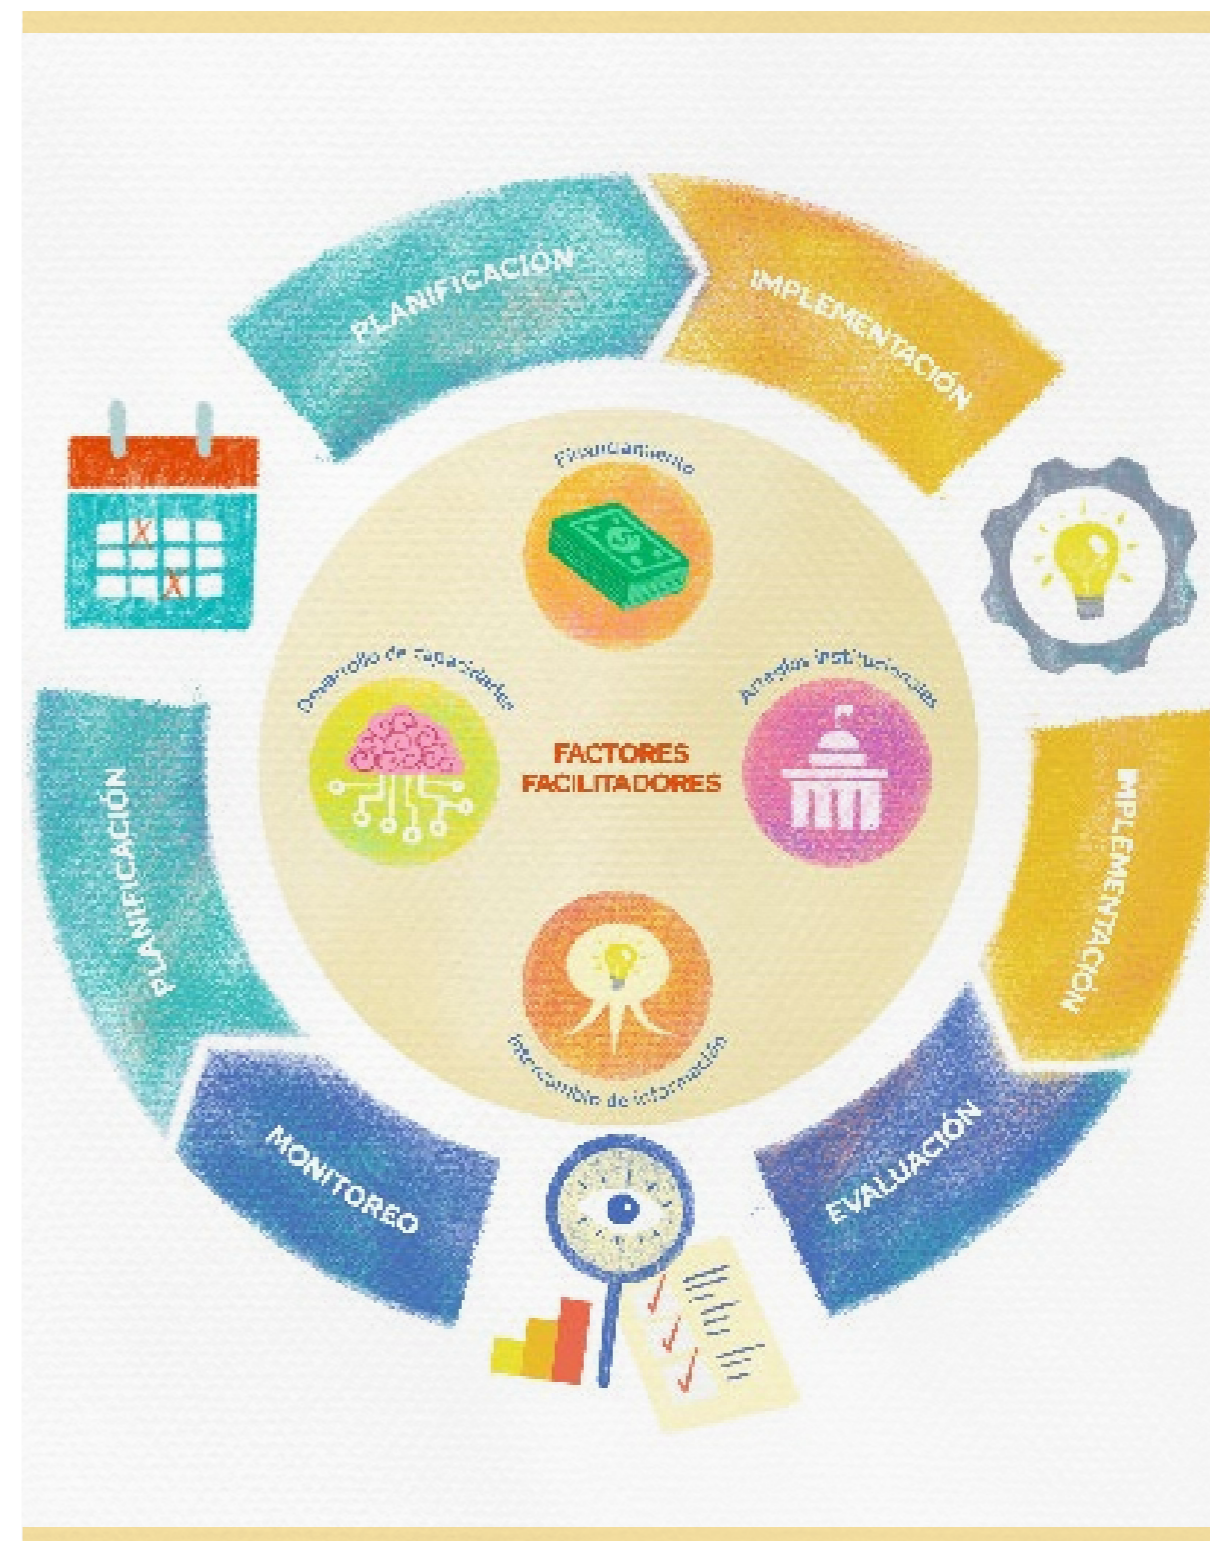 PLANIFICACIÓN
IMPLEMENTACIÓN
Financiamiento
Desarrollo de capacidades
Arreglos institucionales
FACTORES
FACILITADORES
PLANIFICACIÓN
IMPLEMENTACIÓN
Intercambio de información
MONITOREO
EVALUACIÓN